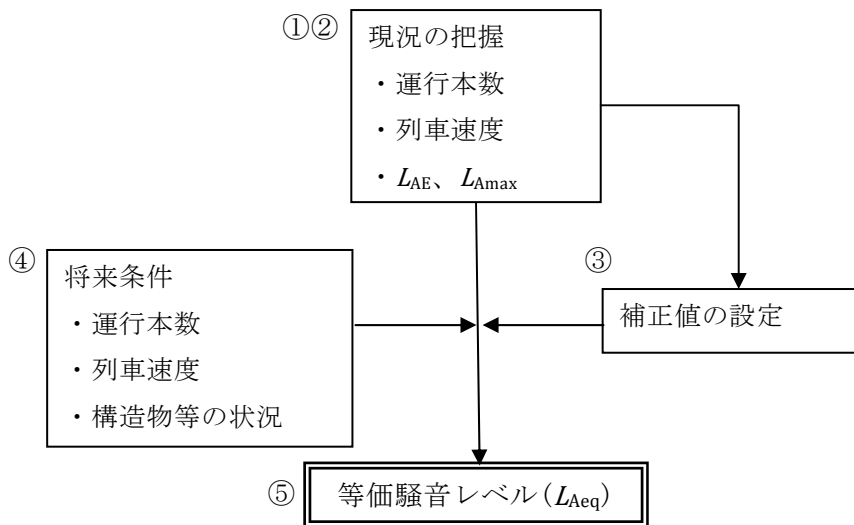 ①②
現況の把握
・運行本数
・列車速度
・LAE、LAmax
④
将来条件
・運行本数
・列車速度
・構造物等の状況
③
補正値の設定
⑤
等価騒音レベル(LAeq)